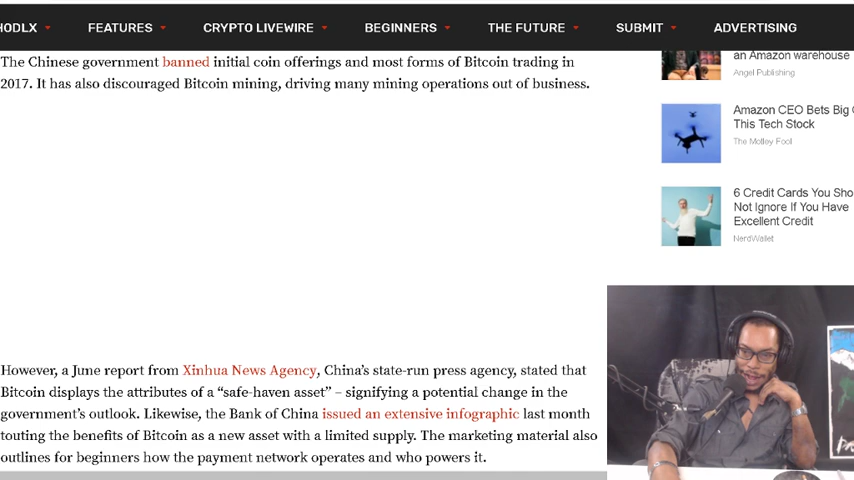 HODLX FEATURES CRYPTO LIVEWIRE BEGINNERS THE FUTURE SUBMIT ADVERTISING
The Chinese government banned initial coin offerings and most forms of Bitcoin trading in
2017. It has also discouraged Bitcoin mining, driving many mining operations out of business.
an Amazon warehouse
Angel Publishing
Amazon CEO Bets Big
This Tech Stock
The Motley Fool
6 Credit Cards You Sho
Not Ignore If You Have
Excellent Credit
NerdWallet
However, a June report from Xinhua News Agency, China's state-run press agency, stated that
Bitcoin displays the attributes of a “safe-haven asset” – signifying a potential change in the
government's outlook. Likewise, the Bank of China issued an extensive infographic last month
touting the benefits of Bitcoin as a new asset with a limited supply. The marketing material also
outlines for beginners how the payment network operates and who powers it.